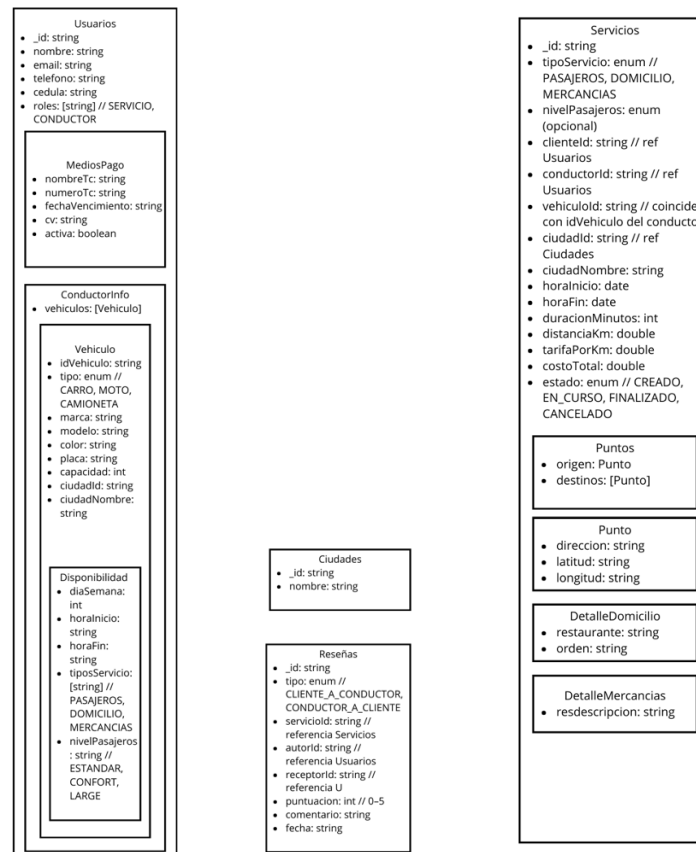 Usuarios
_id: string
nombre: string
email: string
telefono: string
cedula: string
roles: [string] // SERVICIO,
CONDUCTOR
MediosPago
nombreTc: string
numeroTc: string
fechaVencimiento: string
cv: string
activa: boolean
ConductorInfo
vehiculos: [Vehiculo]
Vehiculo
idVehiculo: string
tipo: enum //
CARRO, MOTO,
CAMIONETA
marca: string
modelo: string
color: string
placa: string
capacidad: int
ciudadId: string
ciudadNombre:
string
Disponibilidad
diaSemana:
int
horaInicio:
string
horaFin:
string
tiposServicio:
[string] //
PASAJEROS,
DOMICILIO,
MERCANCIAS
nivelPasajeros
: string //
ESTANDAR,
CONFORT,
LARGE
Ciudades
_id: string
nombre: string
Reseñas
_id: string
tipo: enum //
CLIENTE_A_CONDUCTOR,
CONDUCTOR_A_CLIENTE
servicioId: string //
referencia Servicios
autorId: string //
referencia Usuarios
receptorId: string //
referencia U
puntuacion: int // 0–5
comentario: string
fecha: string
Servicios
_id: string
tipoServicio: enum //
PASAJEROS, DOMICILIO,
MERCANCIAS
nivelPasajeros: enum
(opcional)
clienteId: string // ref
Usuarios
conductorId: string // ref
Usuarios
vehiculoId: string // coincide
con idVehiculo del conducto
ciudadId: string // ref
Ciudades
ciudadNombre: string
horaInicio: date
horaFin: date
duracionMinutos: int
distanciaKm: double
tarifaPorKm: double
costoTotal: double
estado: enum // CREADO,
EN_CURSO, FINALIZADO,
CANCELADO
Puntos
origen: Punto
destinos: [Punto]
Punto
direccion: string
latitud: string
longitud: string
DetalleDomicilio
restaurante: string
orden: string
DetalleMercancias
resdescripcion: string